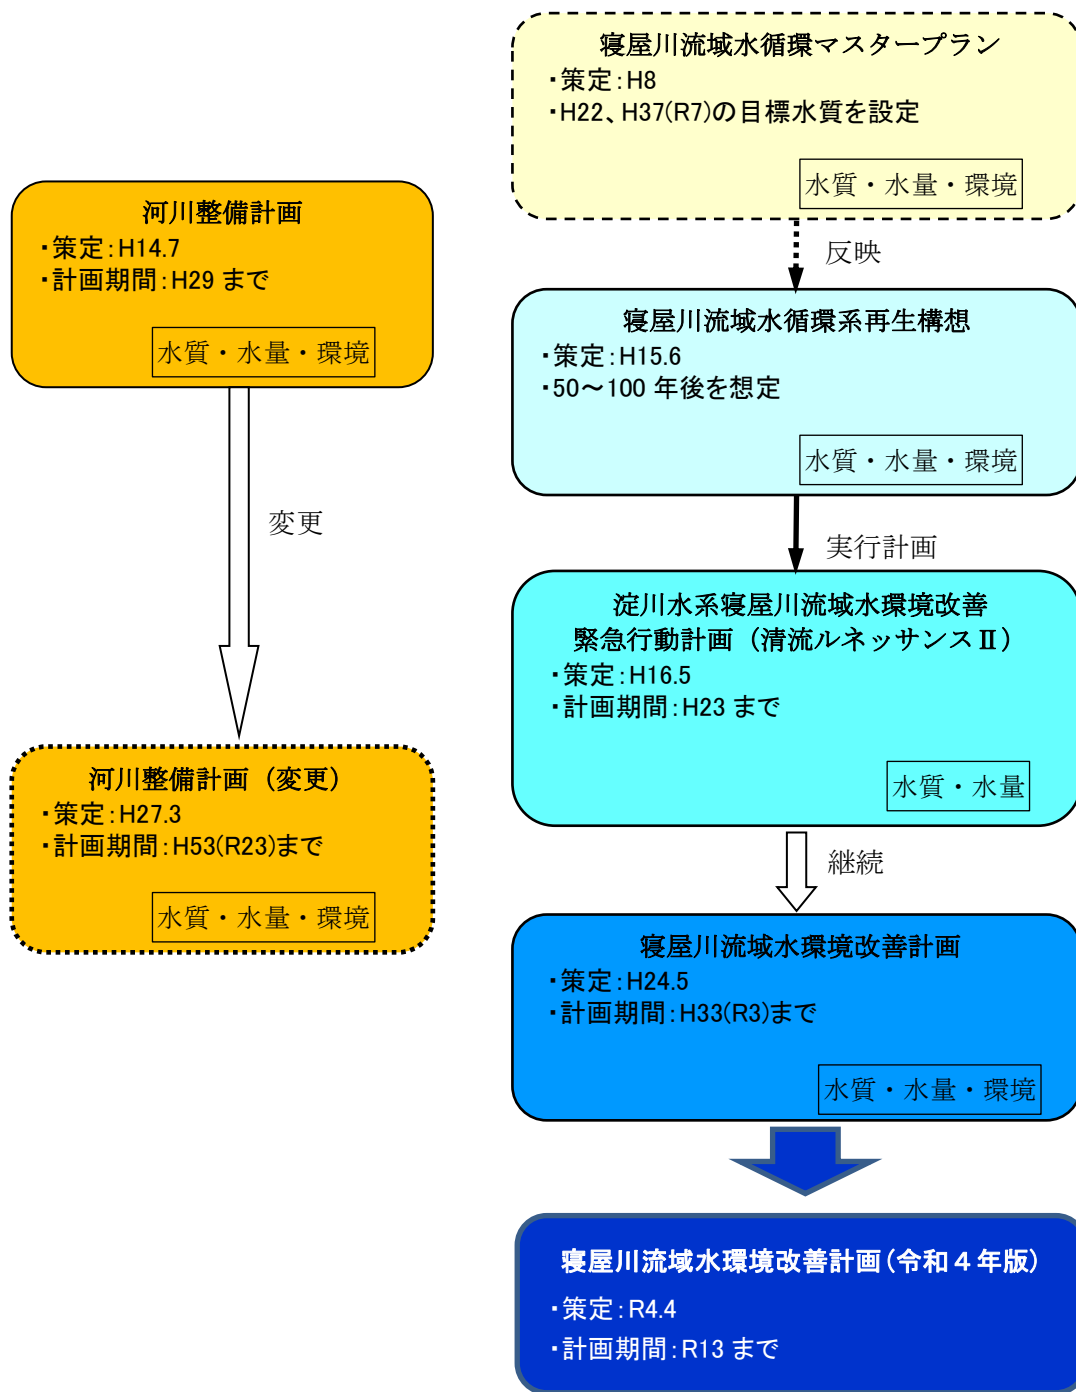 寝屋川流域水循環マスタープラン
・策定：H8
・H22、H37(R7)の目標水質を設定
水質・水量・環境
反映
河川整備計画
・策定：H14.7
・計画期間：H29 まで
水質・水量・環境
変更
河川整備計画（変更）
・策定：H27.3
・計画期間：H53(R23)まで
水質・水量・環境
寝屋川流域水循環系再生構想
・策定：H15.6
・50～100 年後を想定
水質・水量・環境
実行計画
淀川水系寝屋川流域水環境改善
緊急行動計画（清流ルネッサンスⅡ）
・策定：H16.5
・計画期間：H23 まで
水質・水量
継続
寝屋川流域水環境改善計画
・策定：H24.5
・計画期間：H33(R3)まで
水質・水量・環境
寝屋川流域水環境改善計画（令和４年版）
・策定：R4.4
・計画期間：R13 まで